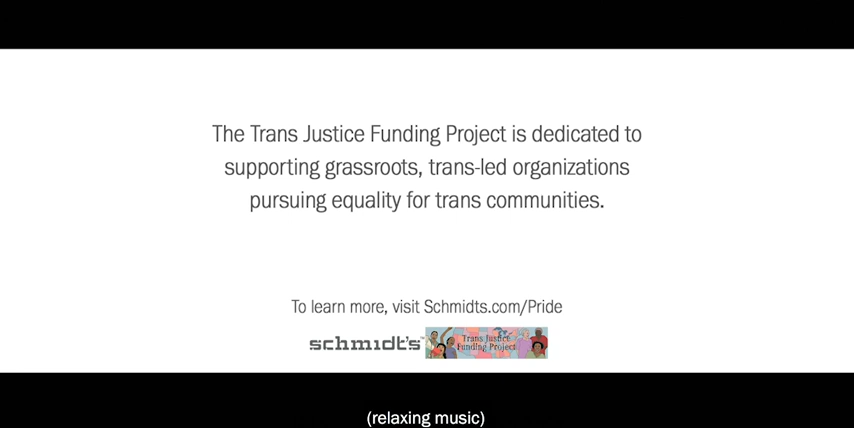 The Trans Justice Funding Project is dedicated to
supporting grassroots, trans-led organizations
pursuing equality for trans communities.
To learn more, visit Schmidts.com/Pride
schmidt's™
Trans Justice
Funding Project
(relaxing music)